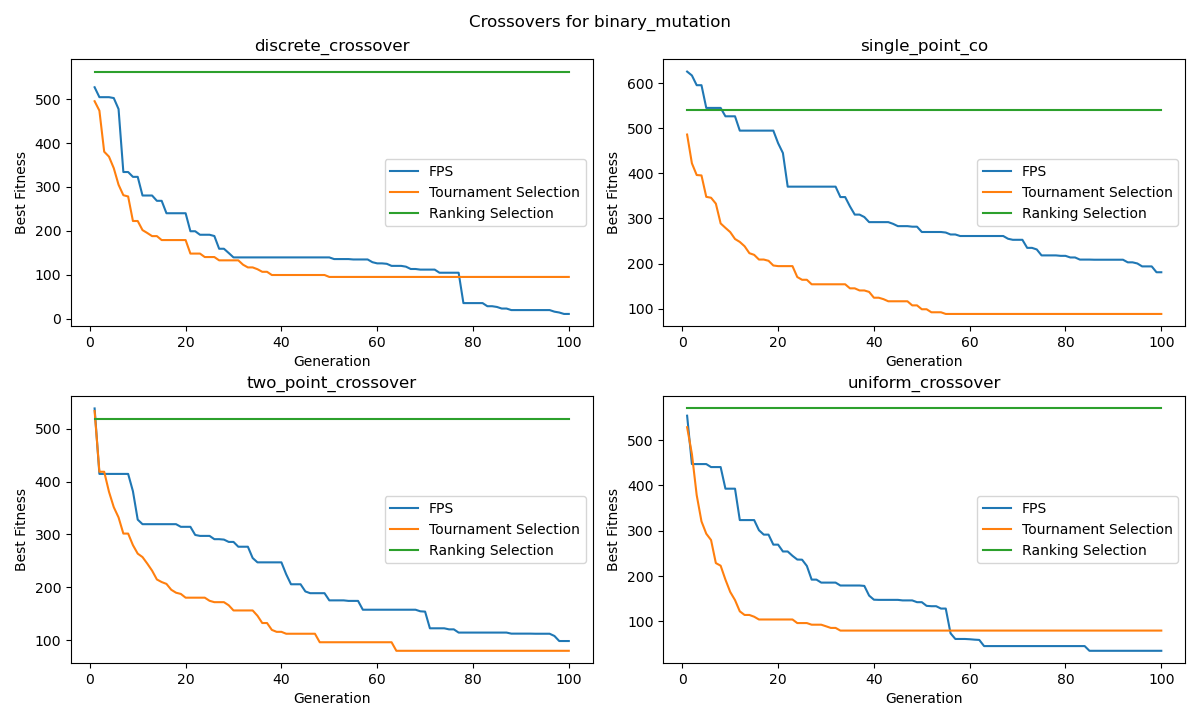 Crossovers for binary_mutation
discrete_crossover
Best Fitness
500
400
300
200
100
0
FPS
Tournament Selection
Ranking Selection
0 20 40 60 80 100
Generation
single_point_co
Best Fitness
600
500
400
300
200
100
FPS
Tournament Selection
Ranking Selection
0 20 40 60 80 100
Generation
two_point_crossover
Best Fitness
500
400
300
200
100
FPS
Tournament Selection
Ranking Selection
0 20 40 60 80 100
Generation
uniform_crossover
Best Fitness
500
400
300
200
100
FPS
Tournament Selection
Ranking Selection
0 20 40 60 80 100
Generation